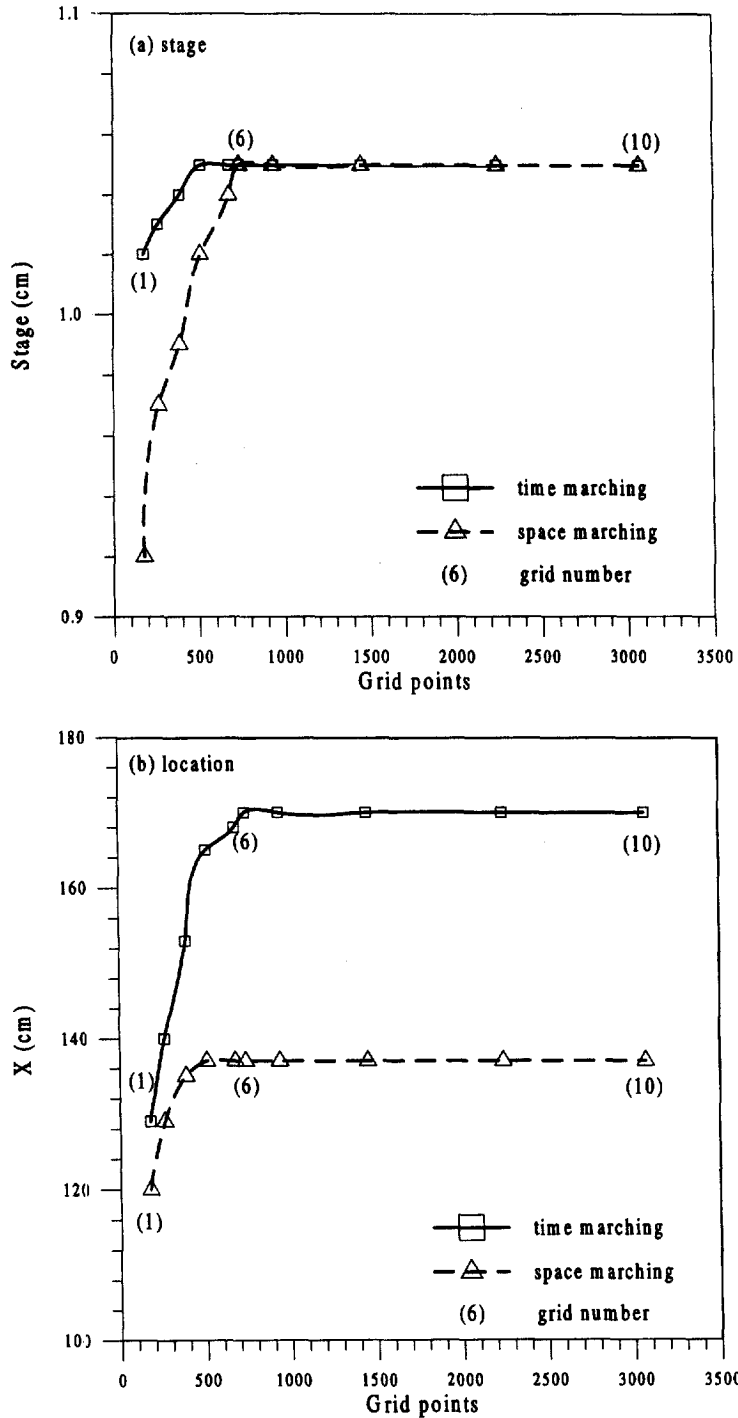 1.1
(a) stage
(6)
(10)
(1)
1.0
Stage (cm)
time marching
space marching
(6) grid number
0.9
0 500 1000 1500 2000 2500 3000 3500
Grid points
180
(b) location
(6)
(10)
160
140
X (cm)
(1)
(6)
(10)
120
(1)
time marching
space marching
(6) grid number
100
0 500 1000 1500 2000 2500 3000 3500
Grid points